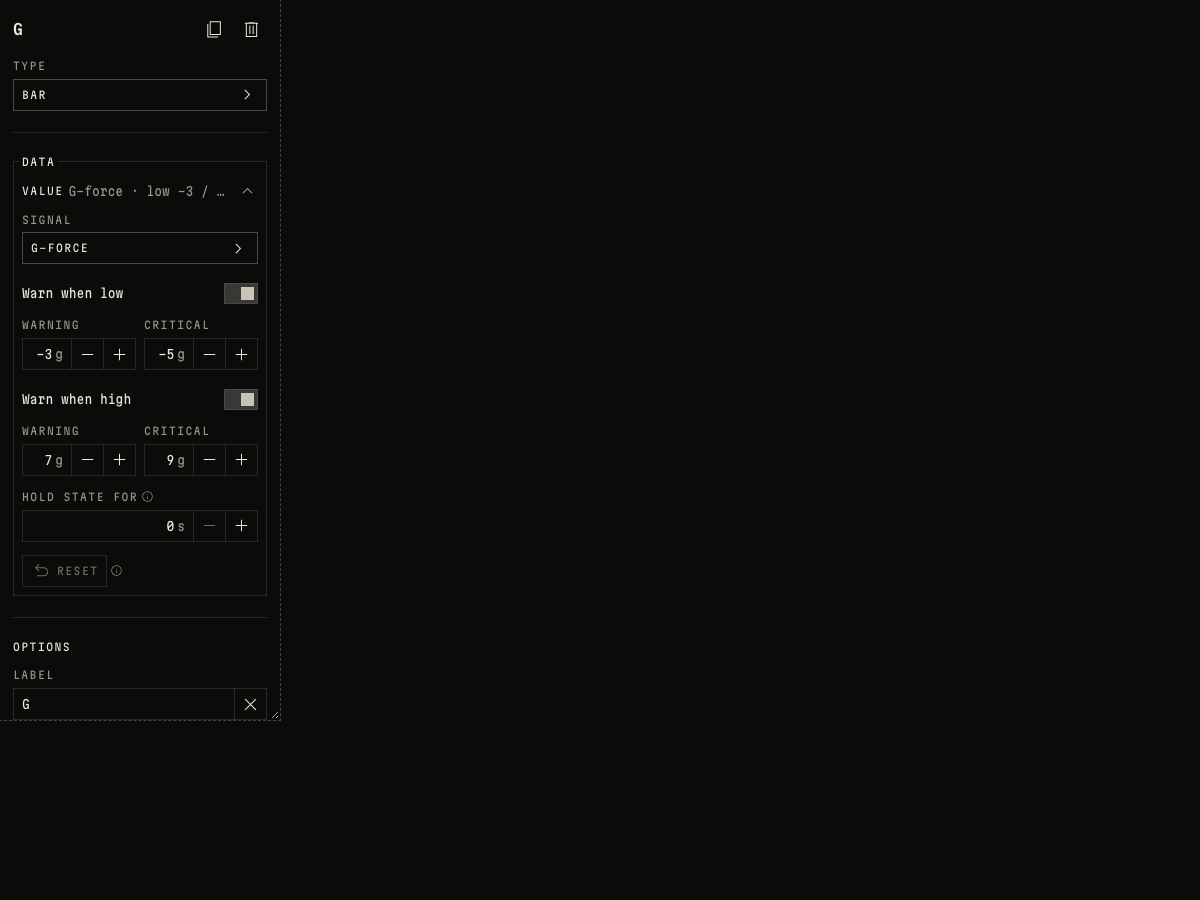 G
TYPE
BAR
DATA
VALUE G-force · low -3 / …
SIGNAL
G-FORCE
Warn when low
WARNING CRITICAL
-3 g -5 g
Warn when high
WARNING CRITICAL
7 g 9 g
HOLD STATE FOR
0 s
RESET
OPTIONS
LABEL
G